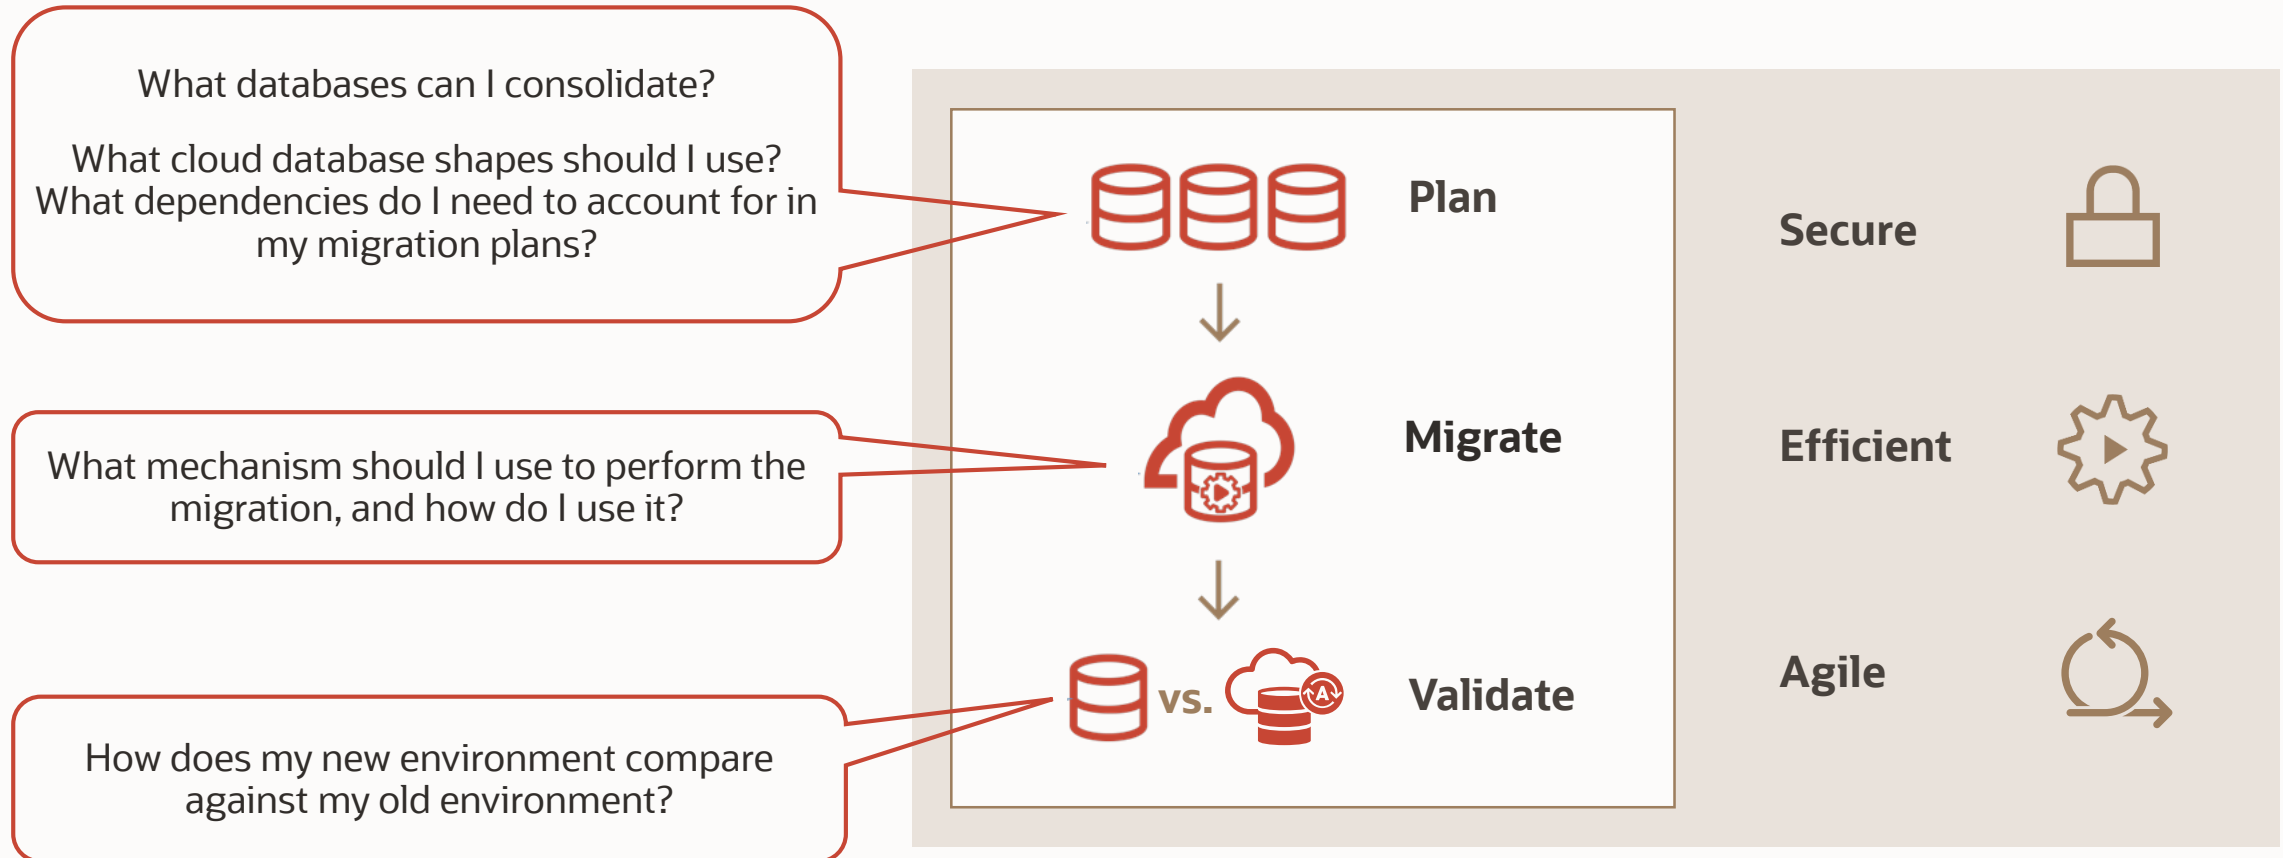 What databases can I consolidate?
What cloud database shapes should I use?
What dependencies do I need to account for in
my migration plans?
Plan
Secure
What mechanism should I use to perform the
migration, and how do I use it?
Migrate
Efficient
How does my new environment compare
against my old environment?
vs.
A
Validate
Agile